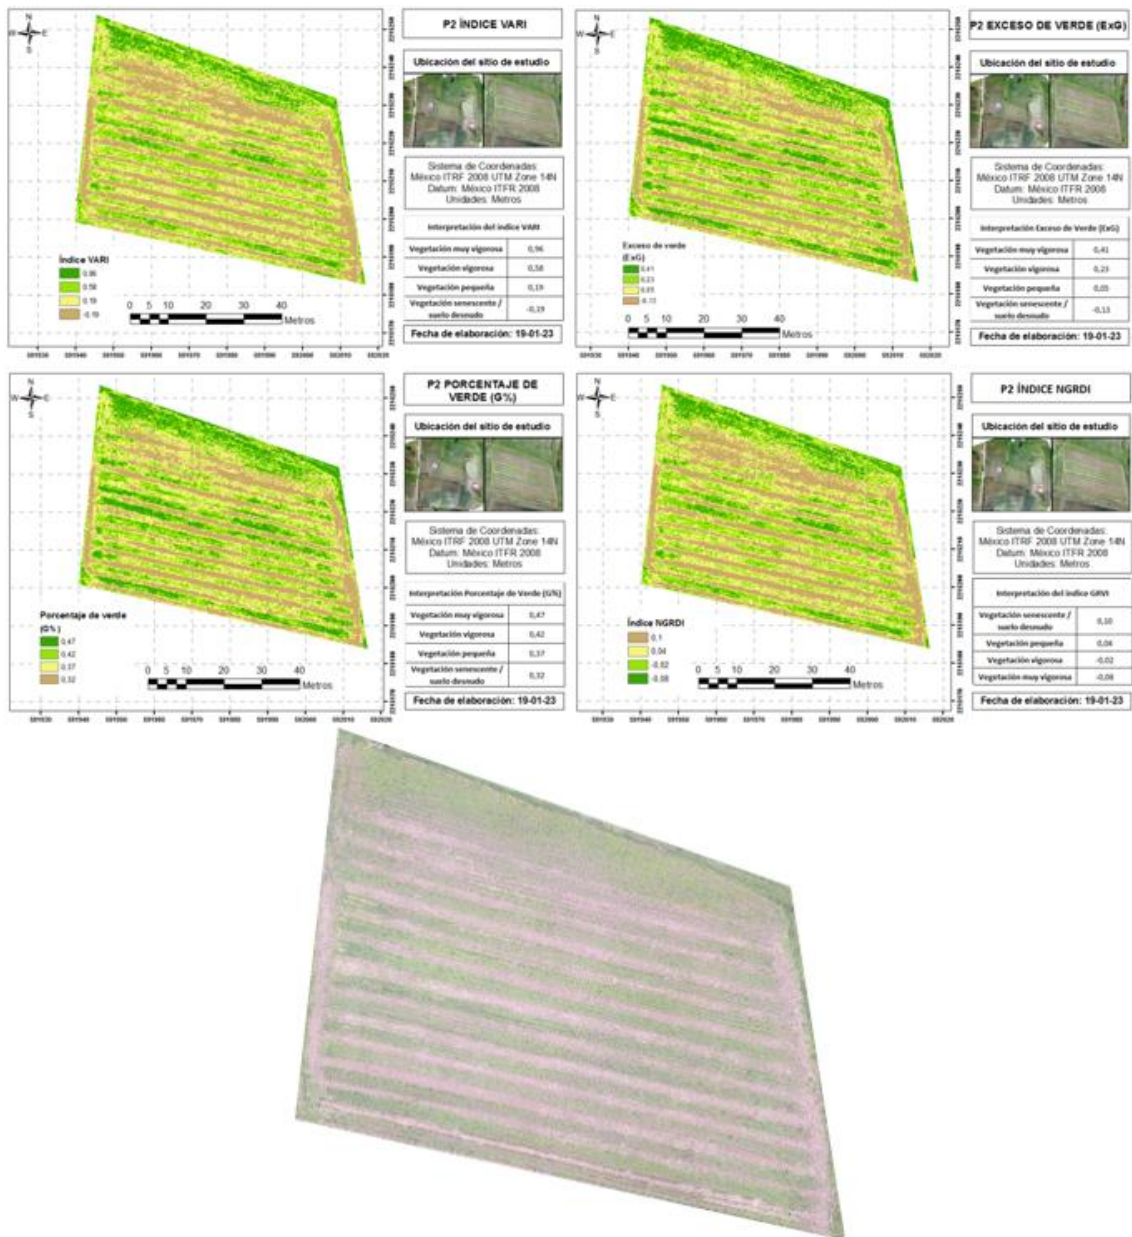 P2 ÍNDICE VARI
N
W E
S
Ubicación del sitio de estudio
Sistema de Coordenadas:
México ITRF 2008 UTM Zone 14N
Datum: México ITFR 2008
Unidades: Metros
Interpretación del índice VARI
Vegetación muy vigorosa 0,96
Vegetación vigorosa 0,58
Vegetación pequeña 0,19
Vegetación senescente / suelo desnudo -0,19
Fecha de elaboración: 19-01-23
Índice VARI
0.96
0.58
0.19
-0.19
0 5 10 20 30 40
Metros
P2 EXCESO DE VERDE (ExG)
N
W E
S
Ubicación del sitio de estudio
Sistema de Coordenadas:
México ITRF 2008 UTM Zone 14N
Datum: México ITFR 2008
Unidades: Metros
Interpretación Exceso de Verde (ExG)
Vegetación muy vigorosa 0,41
Vegetación vigorosa 0,23
Vegetación pequeña 0,05
Vegetación senescente / suelo desnudo -0,13
Fecha de elaboración: 19-01-23
Exceso de verde
(ExG)
0.41
0.23
0.05
-0.13
0 5 10 20 30 40
Metros
P2 PORCENTAJE DE
VERDE (G%)
N
W E
S
Ubicación del sitio de estudio
Sistema de Coordenadas:
México ITRF 2008 UTM Zone 14N
Datum: México ITFR 2008
Unidades: Metros
Interpretación Porcentaje de Verde (G%)
Vegetación muy vigorosa 0,47
Vegetación vigorosa 0,42
Vegetación pequeña 0,37
Vegetación senescente / suelo desnudo 0,32
Fecha de elaboración: 19-01-23
Porcentaje de verde
(G%)
0,47
0,42
0,37
0,32
0 5 10 20 30 40
Metros
P2 ÍNDICE NGRDI
N
W E
S
Ubicación del sitio de estudio
Sistema de Coordenadas:
México ITRF 2008 UTM Zone 14N
Datum: México ITFR 2008
Unidades: Metros
Interpretación del índice GRVI
Vegetación senescente / suelo desnudo 0,10
Vegetación pequeña 0,04
Vegetación vigorosa -0,02
Vegetación muy vigorosa -0,08
Fecha de elaboración: 19-01-23
Índice NGRDI
0.1
0.04
-0.02
-0.08
0 5 10 20 30 40
Metros